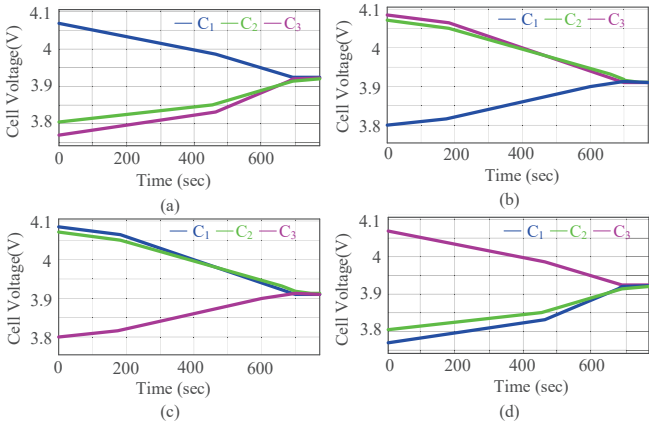 4.1
C1 C2 C3
4
3.9
3.8
Cell Voltage(V)
0 200 400 600
Time (sec)
(a)
4.1
C1 C2 C3
4
3.9
3.8
Cell Voltage (V)
0 200 400 600
Time (sec)
(b)
4.1
C1 C2 C3
4
3.9
3.8
Cell Voltage(V)
0 200 400 600
Time (sec)
(c)
4.1
C1 C2 C3
4
3.9
3.8
Cell Voltage (V)
0 200 400 600
Time (sec)
(d)